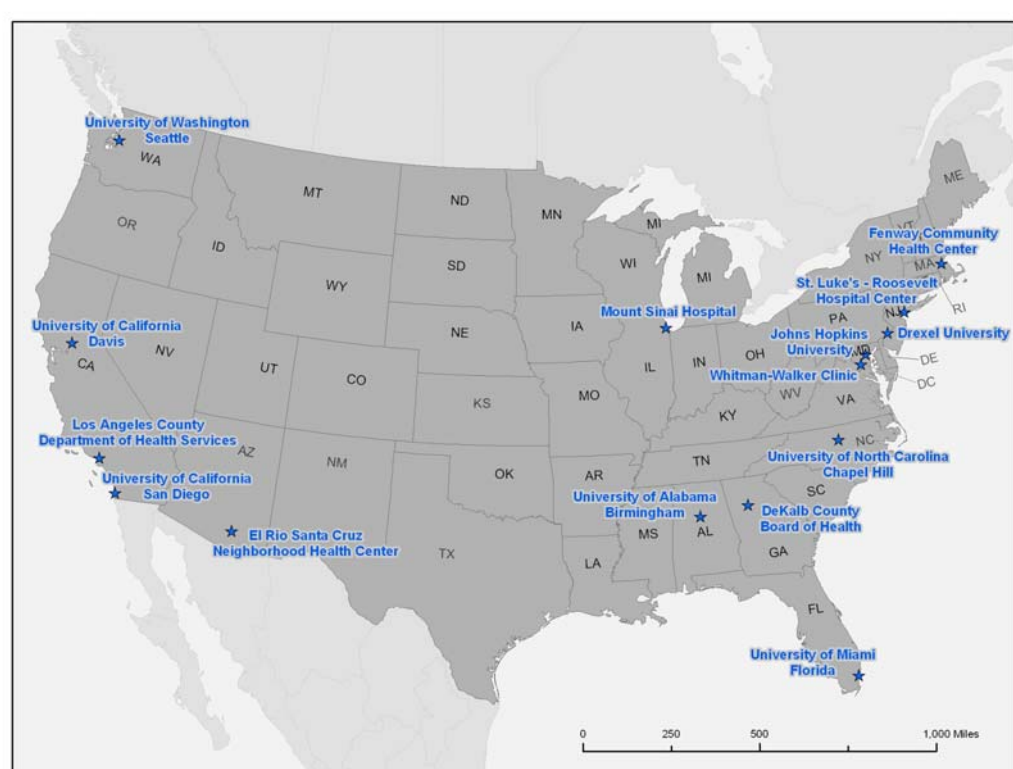 University of Washington
Seattle
WA
MT
ND
MN
ME
OR
ID
SD
WI
MI
MI
VT
NY
Fenway Community
Health Center
MA
RI
WY
St. Luke's - Roosevelt
Hospital Center
PA
NJ
Mount Sinai Hospital
IA
NE
University of California
Davis
NV
CA
UT
CO
IL
IN
OH
Johns Hopkins
University
MD
Drexel University
DE
DC
Whitman-Walker Clinic
WV
VA
KS
MO
KY
Los Angeles County
Department of Health Services
AZ
NM
OK
AR
TN
NC
University of North Carolina
Chapel Hill
SC
University of California
San Diego
University of Alabama
Birmingham
DeKalb County
Board of Health
MS
AL
GA
El Rio Santa Cruz
Neighborhood Health Center
TX
LA
FL
University of Miami
Florida
0 250 500 1,000 Miles